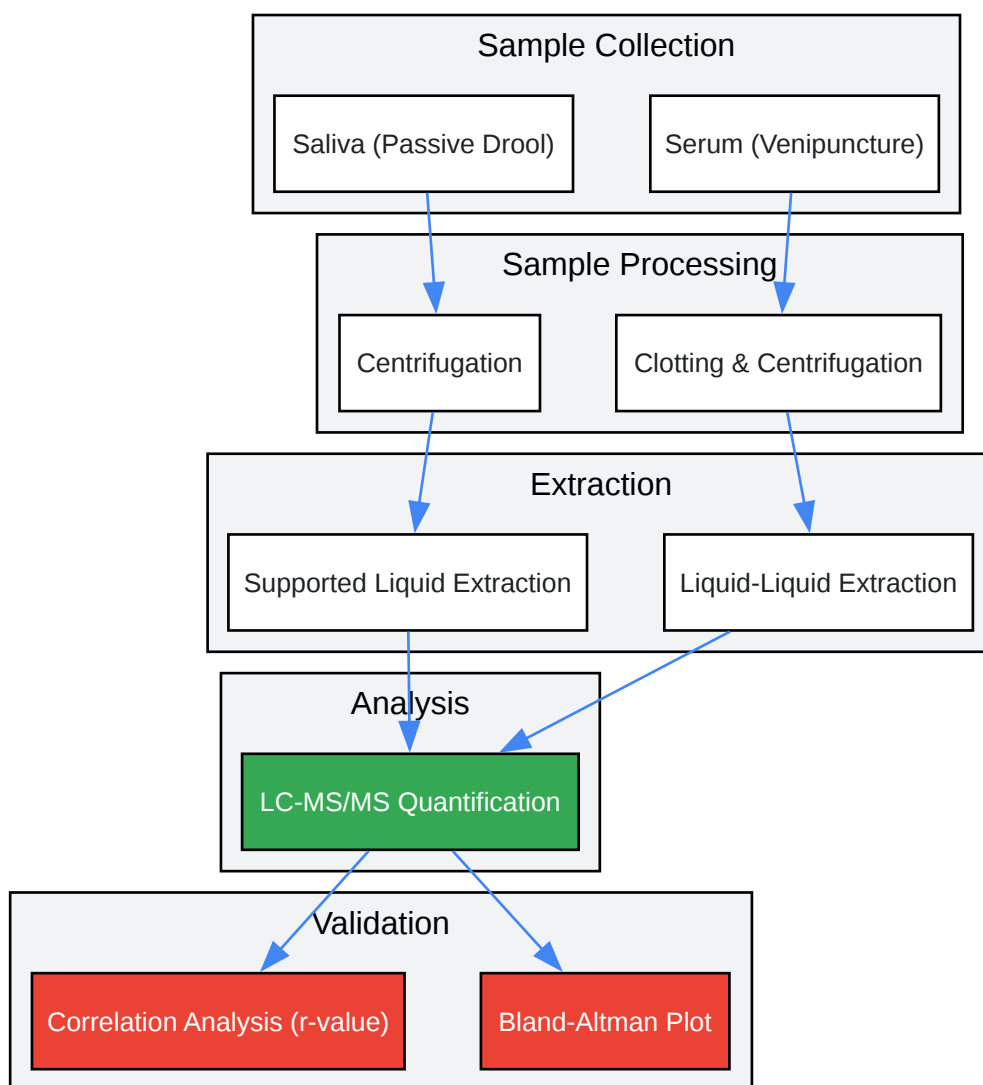 Sample Collection
Saliva (Passive Drool)
Serum (Venipuncture)
Sample Processing
Centrifugation
Clotting & Centrifugation
Extraction
Supported Liquid Extraction
Liquid-Liquid Extraction
Analysis
LC-MS/MS Quantification
Validation
Correlation Analysis (r-value)
Bland-Altman Plot